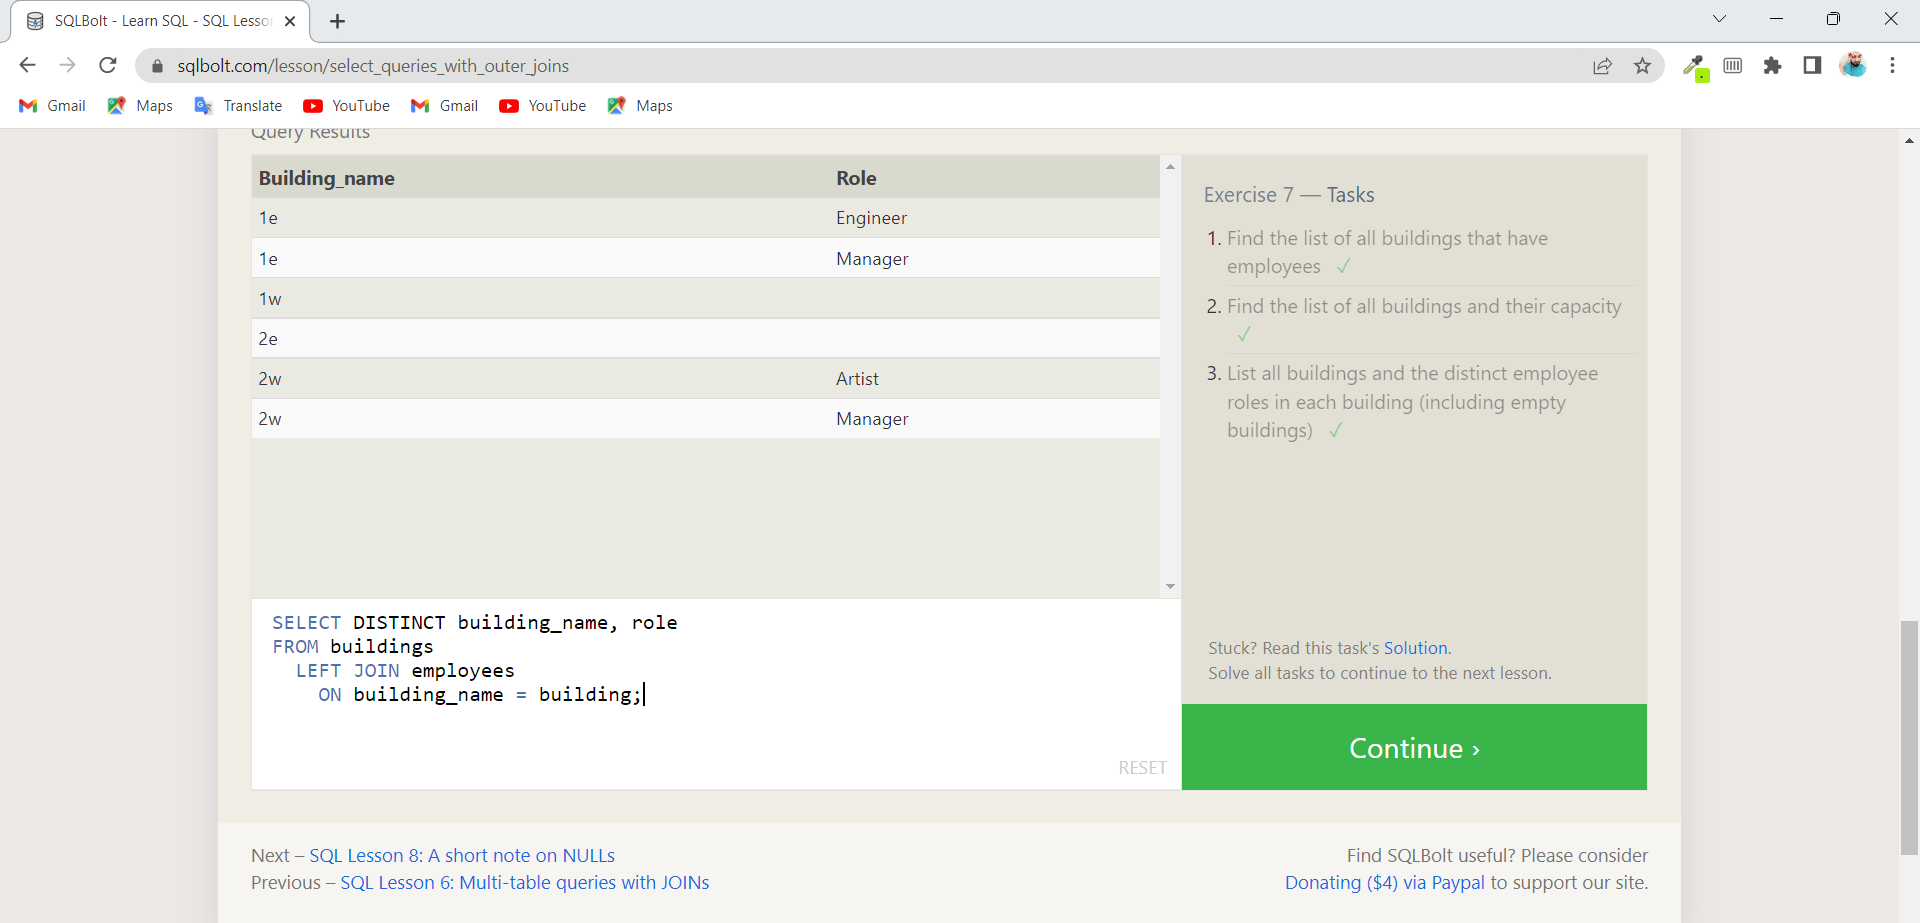 SQLBolt - Learn SQL - SQL Lesso
sqlbolt.com/lesson/select_queries_with_outer_joins
Gmail Maps Translate YouTube Gmail YouTube Maps
Query Results
Building_name Role
1e Engineer
1e Manager
1w
2e
2w Artist
2w Manager
Exercise 7 — Tasks
1. Find the list of all buildings that have
employees ✓
2. Find the list of all buildings and their capacity
✓
3. List all buildings and the distinct employee
roles in each building (including empty
buildings) ✓
SELECT DISTINCT building_name, role
FROM buildings
LEFT JOIN employees
ON building_name = building;
RESET
Stuck? Read this task's Solution.
Solve all tasks to continue to the next lesson.
Continue ›
Next – SQL Lesson 8: A short note on NULLs
Previous – SQL Lesson 6: Multi-table queries with JOINs
Find SQLBolt useful? Please consider
Donating ($4) via Paypal to support our site.